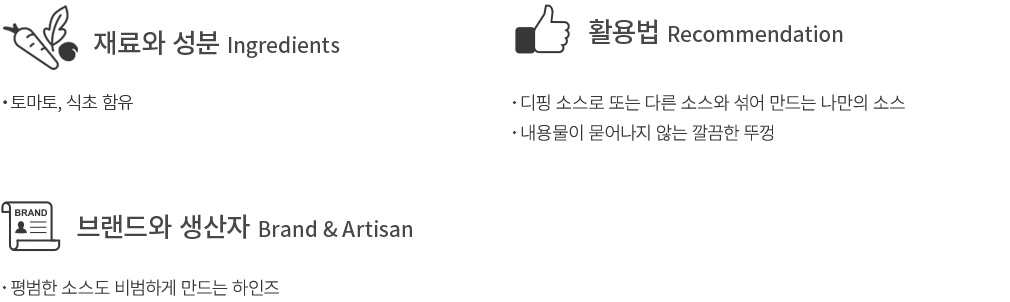 재료와 성분 Ingredients
· 토마토, 식초 함유
활용법 Recommendation
· 디핑 소스로 또는 다른 소스와 섞어 만드는 나만의 소스
· 내용물이 묻어나지 않는 깔끔한 뚜껑
BRAND
브랜드와 생산자 Brand & Artisan
· 평범한 소스도 비범하게 만드는 하인즈